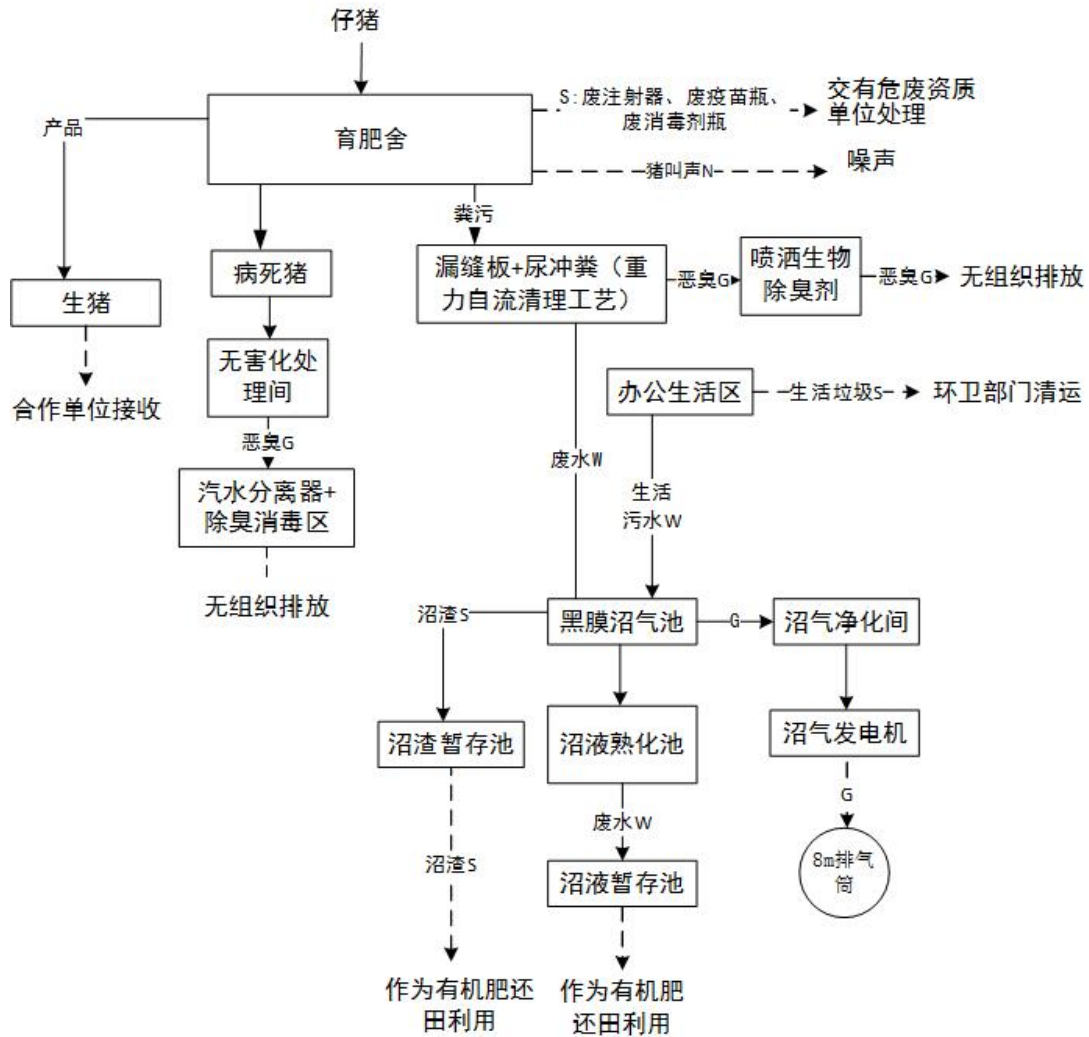 仔猪
S:废注射器、废疫苗瓶、
废消毒剂瓶
交有危废资质
单位处理
产品
育肥舍
猪叫声N
噪声
粪污
病死猪
漏缝板+尿冲粪（重
力自流清理工艺）
恶臭G
喷洒生物
除臭剂
恶臭G
无组织排放
生猪
无害化处
理间
办公生活区
生活垃圾S
环卫部门清运
合作单位接收
恶臭G
废水W
汽水分离器+
除臭消毒区
生活
污水W
无组织排放
沼渣S
黑膜沼气池
G
沼气净化间
沼渣暂存池
沼液熟化池
沼气发电机
G
废水W
沼渣S
8m排气
筒
沼液暂存池
作为有机肥还
田利用
作为有机肥
还田利用